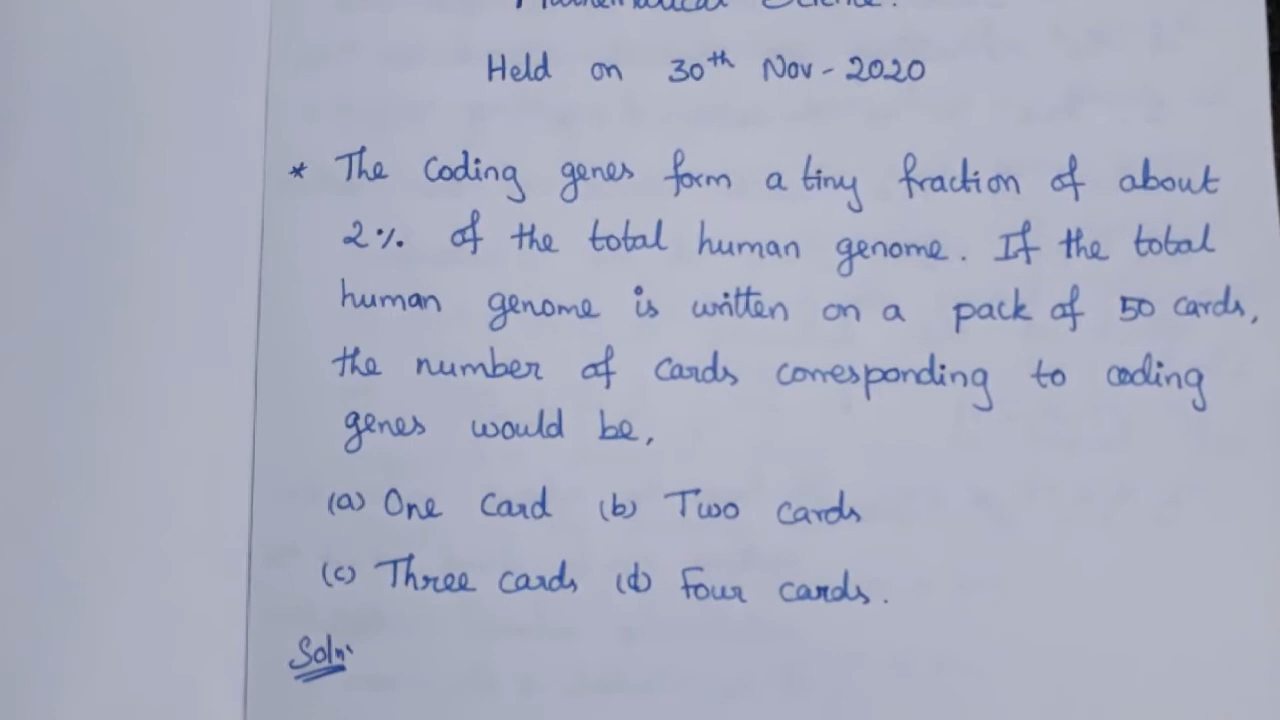 Mathematical Science.
Held on 30th Nov - 2020
* The coding genes form a tiny fraction of about
2%. of the total human genome. If the total
human genome is written on a pack of 50 cards,
the number of cards corresponding to coding
genes would be,
(a) One card (b) Two cards
(c) Three cards (d) Four cards.
Soln: